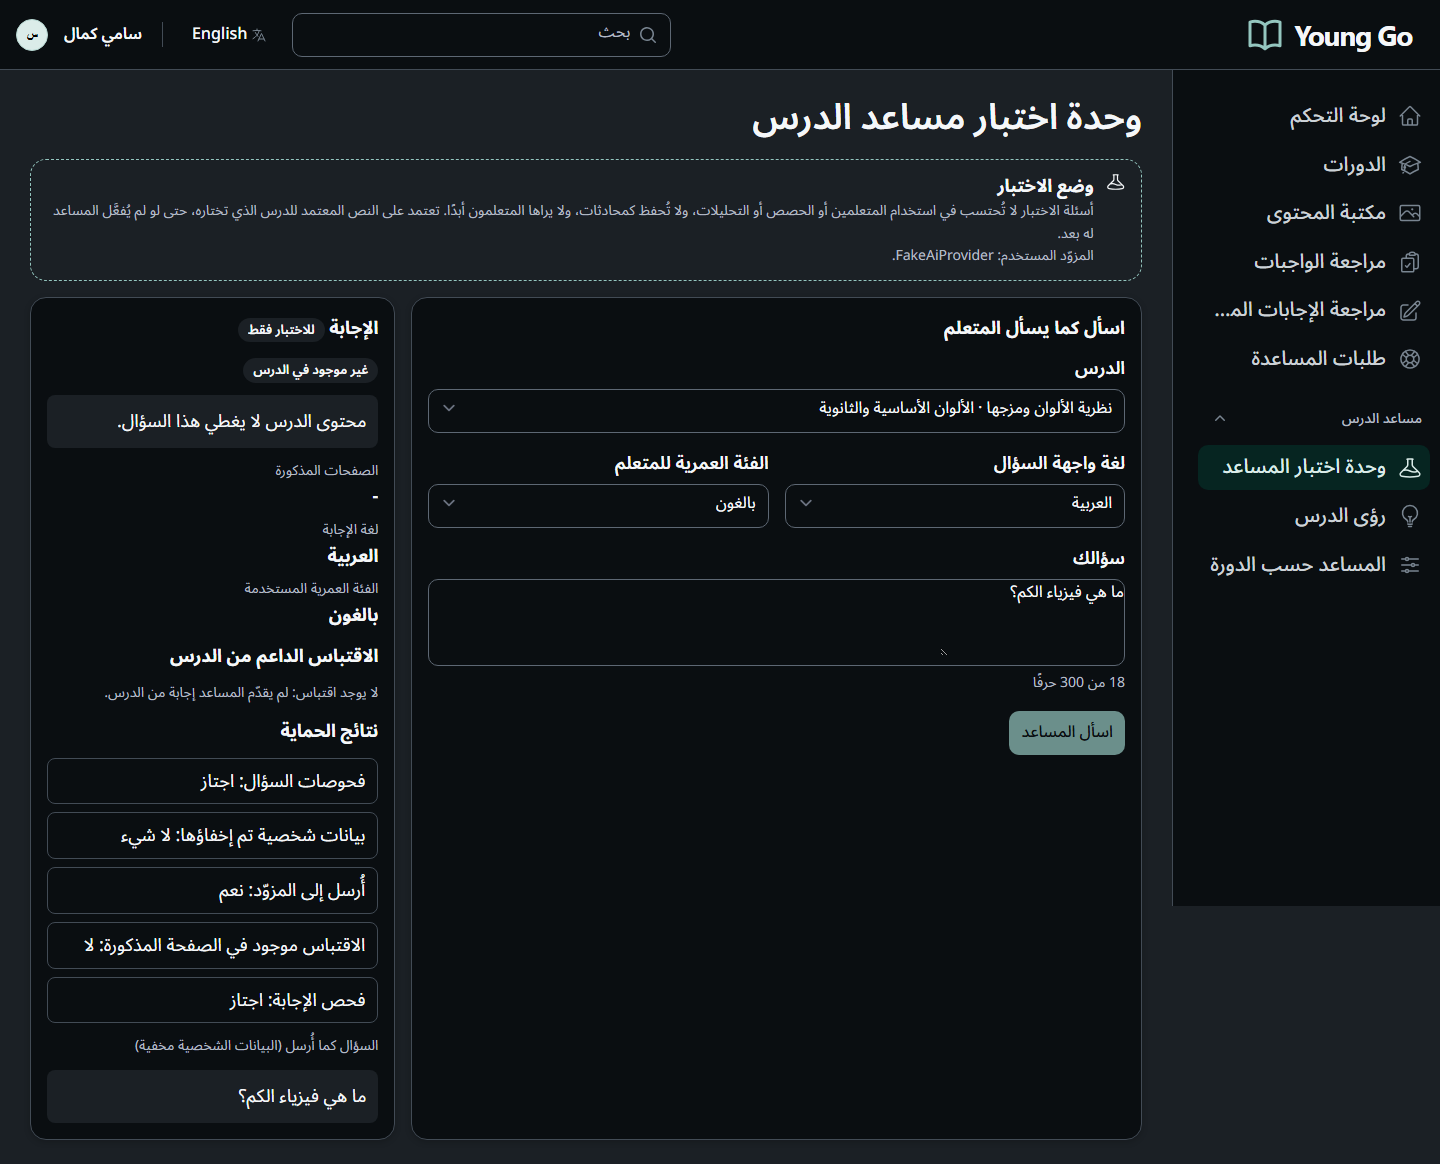 Young Go
بحث
English
سامي كمال
س
لوحة التحكم
الدورات
مكتبة المحتوى
مراجعة الواجبات
مراجعة الإجابات الم...
طلبات المساعدة
مساعد الدرس
وحدة اختبار المساعد
رؤى الدرس
المساعد حسب الدورة
وحدة اختبار مساعد الدرس
وضع الاختبار
أسئلة الاختبار لا تُحتسب في استخدام المتعلمين أو الحصص أو التحليلات، ولا تُحفظ كمحادثات، ولا يراها المتعلمون أبدًا. تعتمد على النص المعتمد للدرس الذي تختاره، حتى لو لم يُفعَّل المساعد
له بعد.
المزوّد المستخدم: FakeAiProvider.
اسأل كما يسأل المتعلم
الدرس
نظرية الألوان ومزجها · الألوان الأساسية والثانوية
لغة واجهة السؤال
العربية
الفئة العمرية للمتعلم
بالغون
سؤالك
ما هي فيزياء الكم؟
18 من 300 حرفًا
اسأل المساعد
الإجابة
للاختبار فقط
غير موجود في الدرس
محتوى الدرس لا يغطي هذا السؤال.
الصفحات المذكورة
-
لغة الإجابة
العربية
الفئة العمرية المستخدمة
بالغون
الاقتباس الداعم من الدرس
لا يوجد اقتباس: لم يقدّم المساعد إجابة من الدرس.
نتائج الحماية
فحوصات السؤال: اجتاز
بيانات شخصية تم إخفاؤها: لا شيء
أُرسل إلى المزوّد: نعم
الاقتباس موجود في الصفحة المذكورة: لا
فحص الإجابة: اجتاز
السؤال كما أُرسل (البيانات الشخصية مخفية)
ما هي فيزياء الكم؟